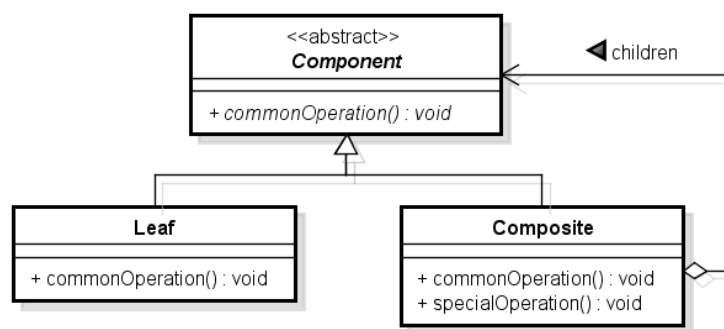 <<abstract>>
Component
children
+ commonOperation() : void
Leaf
+ commonOperation() : void
Composite
+ commonOperation() : void
+ specialOperation() : void